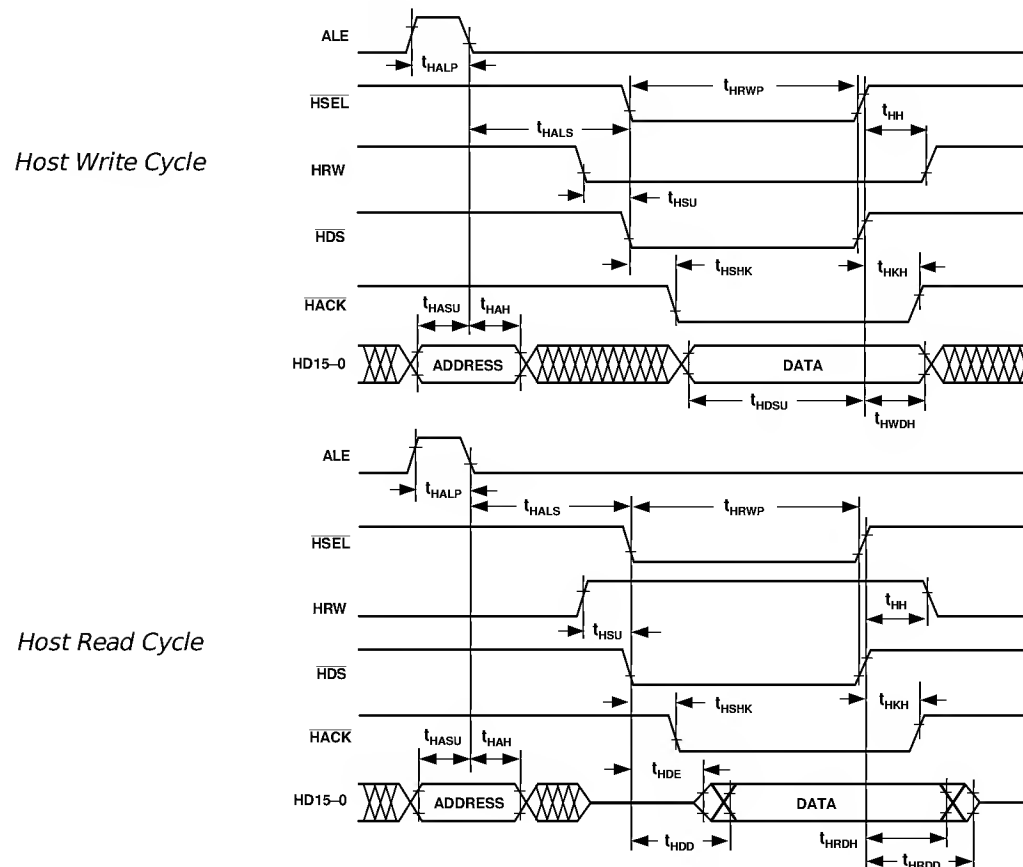 ALE
tHALP
HSEL
tHRWP
tHH
tHALS
Host Write Cycle
HRW
tHSU
HDS
tHSHK
tHKH
HACK
tHASU tHAH
HD15–0 ADDRESS DATA
tHDSU
tHWDH
ALE
tHALP
tHALS tHRWP
HSEL
HRW
tHH
tHSU
Host Read Cycle
HDS
tHSHK
tHKH
HACK
tHASU tHAH
tHDE
HD15–0 ADDRESS DATA
tHDD
tHRDH
tHRDD